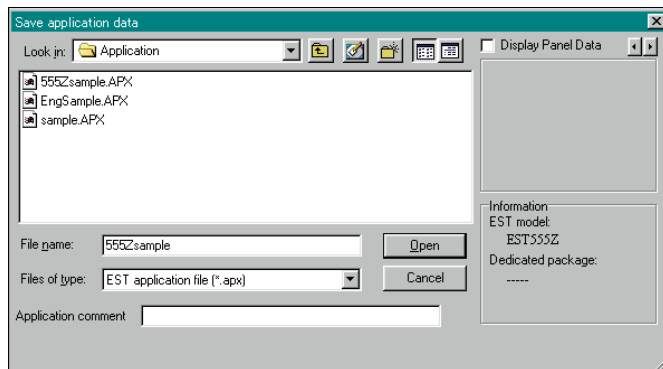 Save application data
Look in: Application
Display Panel Data
555Zsample.APX
EngSample.APX
sample.APX
File name: 555Zsample
Open
Files of type: EST application file (*.apx)
Cancel
Application comment
Information
EST model:
EST555Z
Dedicated package:
-----